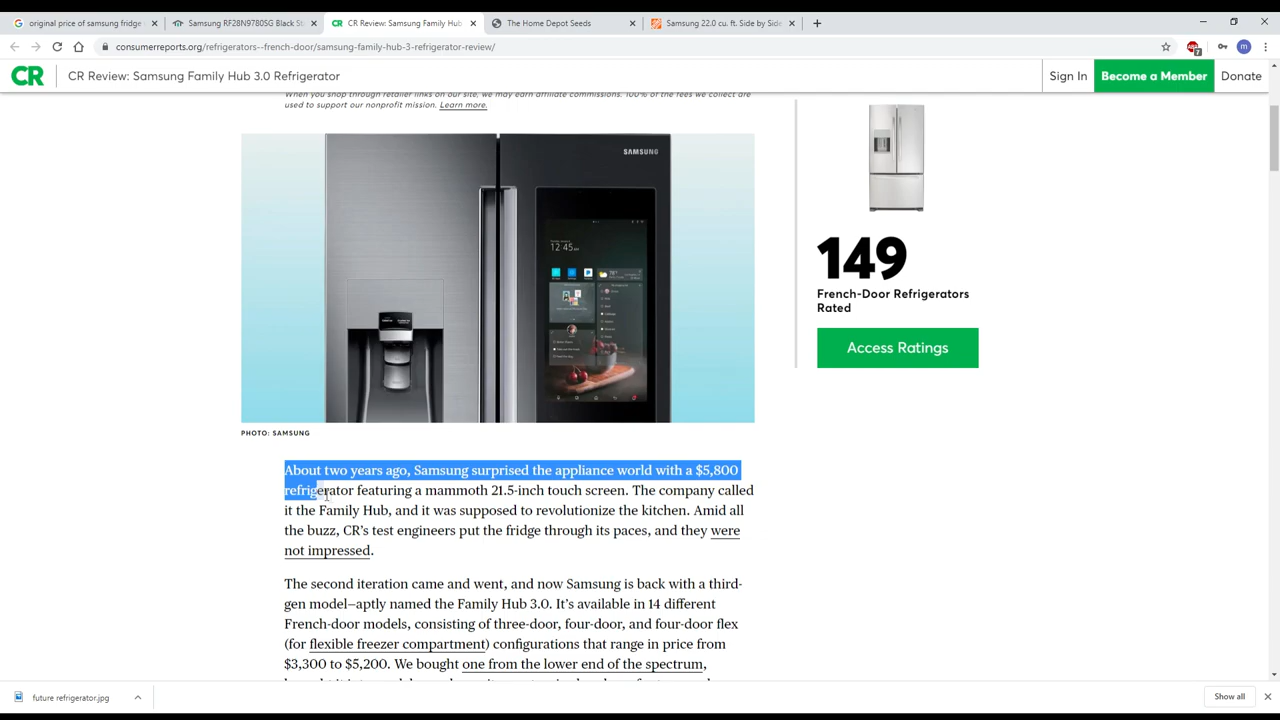 original price of samsung fridge
Samsung RF28N9780SG Black St
CR Review: Samsung Family Hub
The Home Depot Seeds
Samsung 22.0 cu. ft. Side by Side
consumerreports.org/refrigerators--french-door/samsung-family-hub-3-refrigerator-review/
CR
CR Review: Samsung Family Hub 3.0 Refrigerator
Sign In
Become a Member
Donate
When you shop through retailer links on our site, we may earn affiliate commissions. 100% of the fees we collect are
used to support our nonprofit mission. Learn more.
SAMSUNG
12:45
149
French-Door Refrigerators
Rated
Access Ratings
PHOTO: SAMSUNG
About two years ago, Samsung surprised the appliance world with a $5,800
refrigerator featuring a mammoth 21.5-inch touch screen. The company called
it the Family Hub, and it was supposed to revolutionize the kitchen. Amid all
the buzz, CR’s test engineers put the fridge through its paces, and they were
not impressed.
The second iteration came and went, and now Samsung is back with a third-
gen model—aptly named the Family Hub 3.0. It’s available in 14 different
French-door models, consisting of three-door, four-door, and four-door flex
(for flexible freezer compartment) configurations that range in price from
$3,300 to $5,200. We bought one from the lower end of the spectrum,
future refrigerator.jpg
Show all